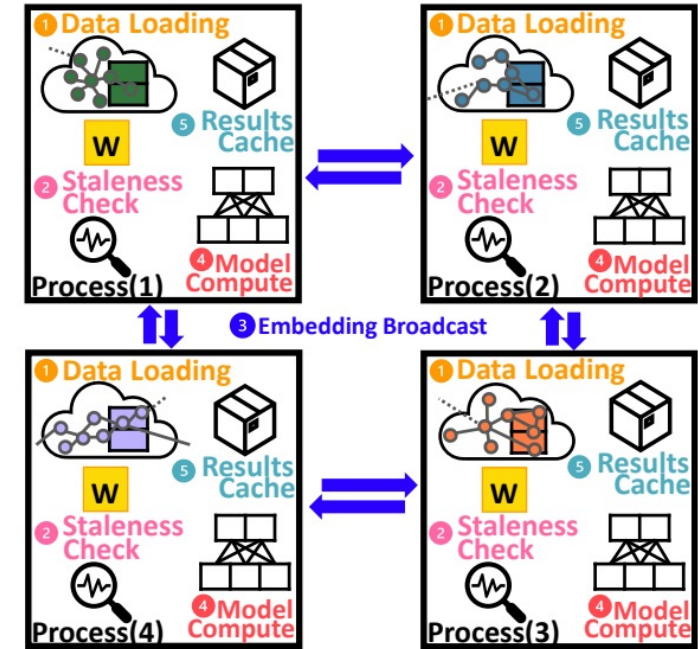 1 Data Loading
5 Results
Cache
W
2 Staleness
Check
4 Model
Compute
Process(1)
1 Data Loading
5 Results
Cache
W
2 Staleness
Check
4 Model
Compute
Process(2)
3 Embedding Broadcast
1 Data Loading
5 Results
Cache
W
2 Staleness
Check
4 Model
Compute
Process(4)
1 Data Loading
5 Results
Cache
W
2 Staleness
Check
4 Model
Compute
Process(3)